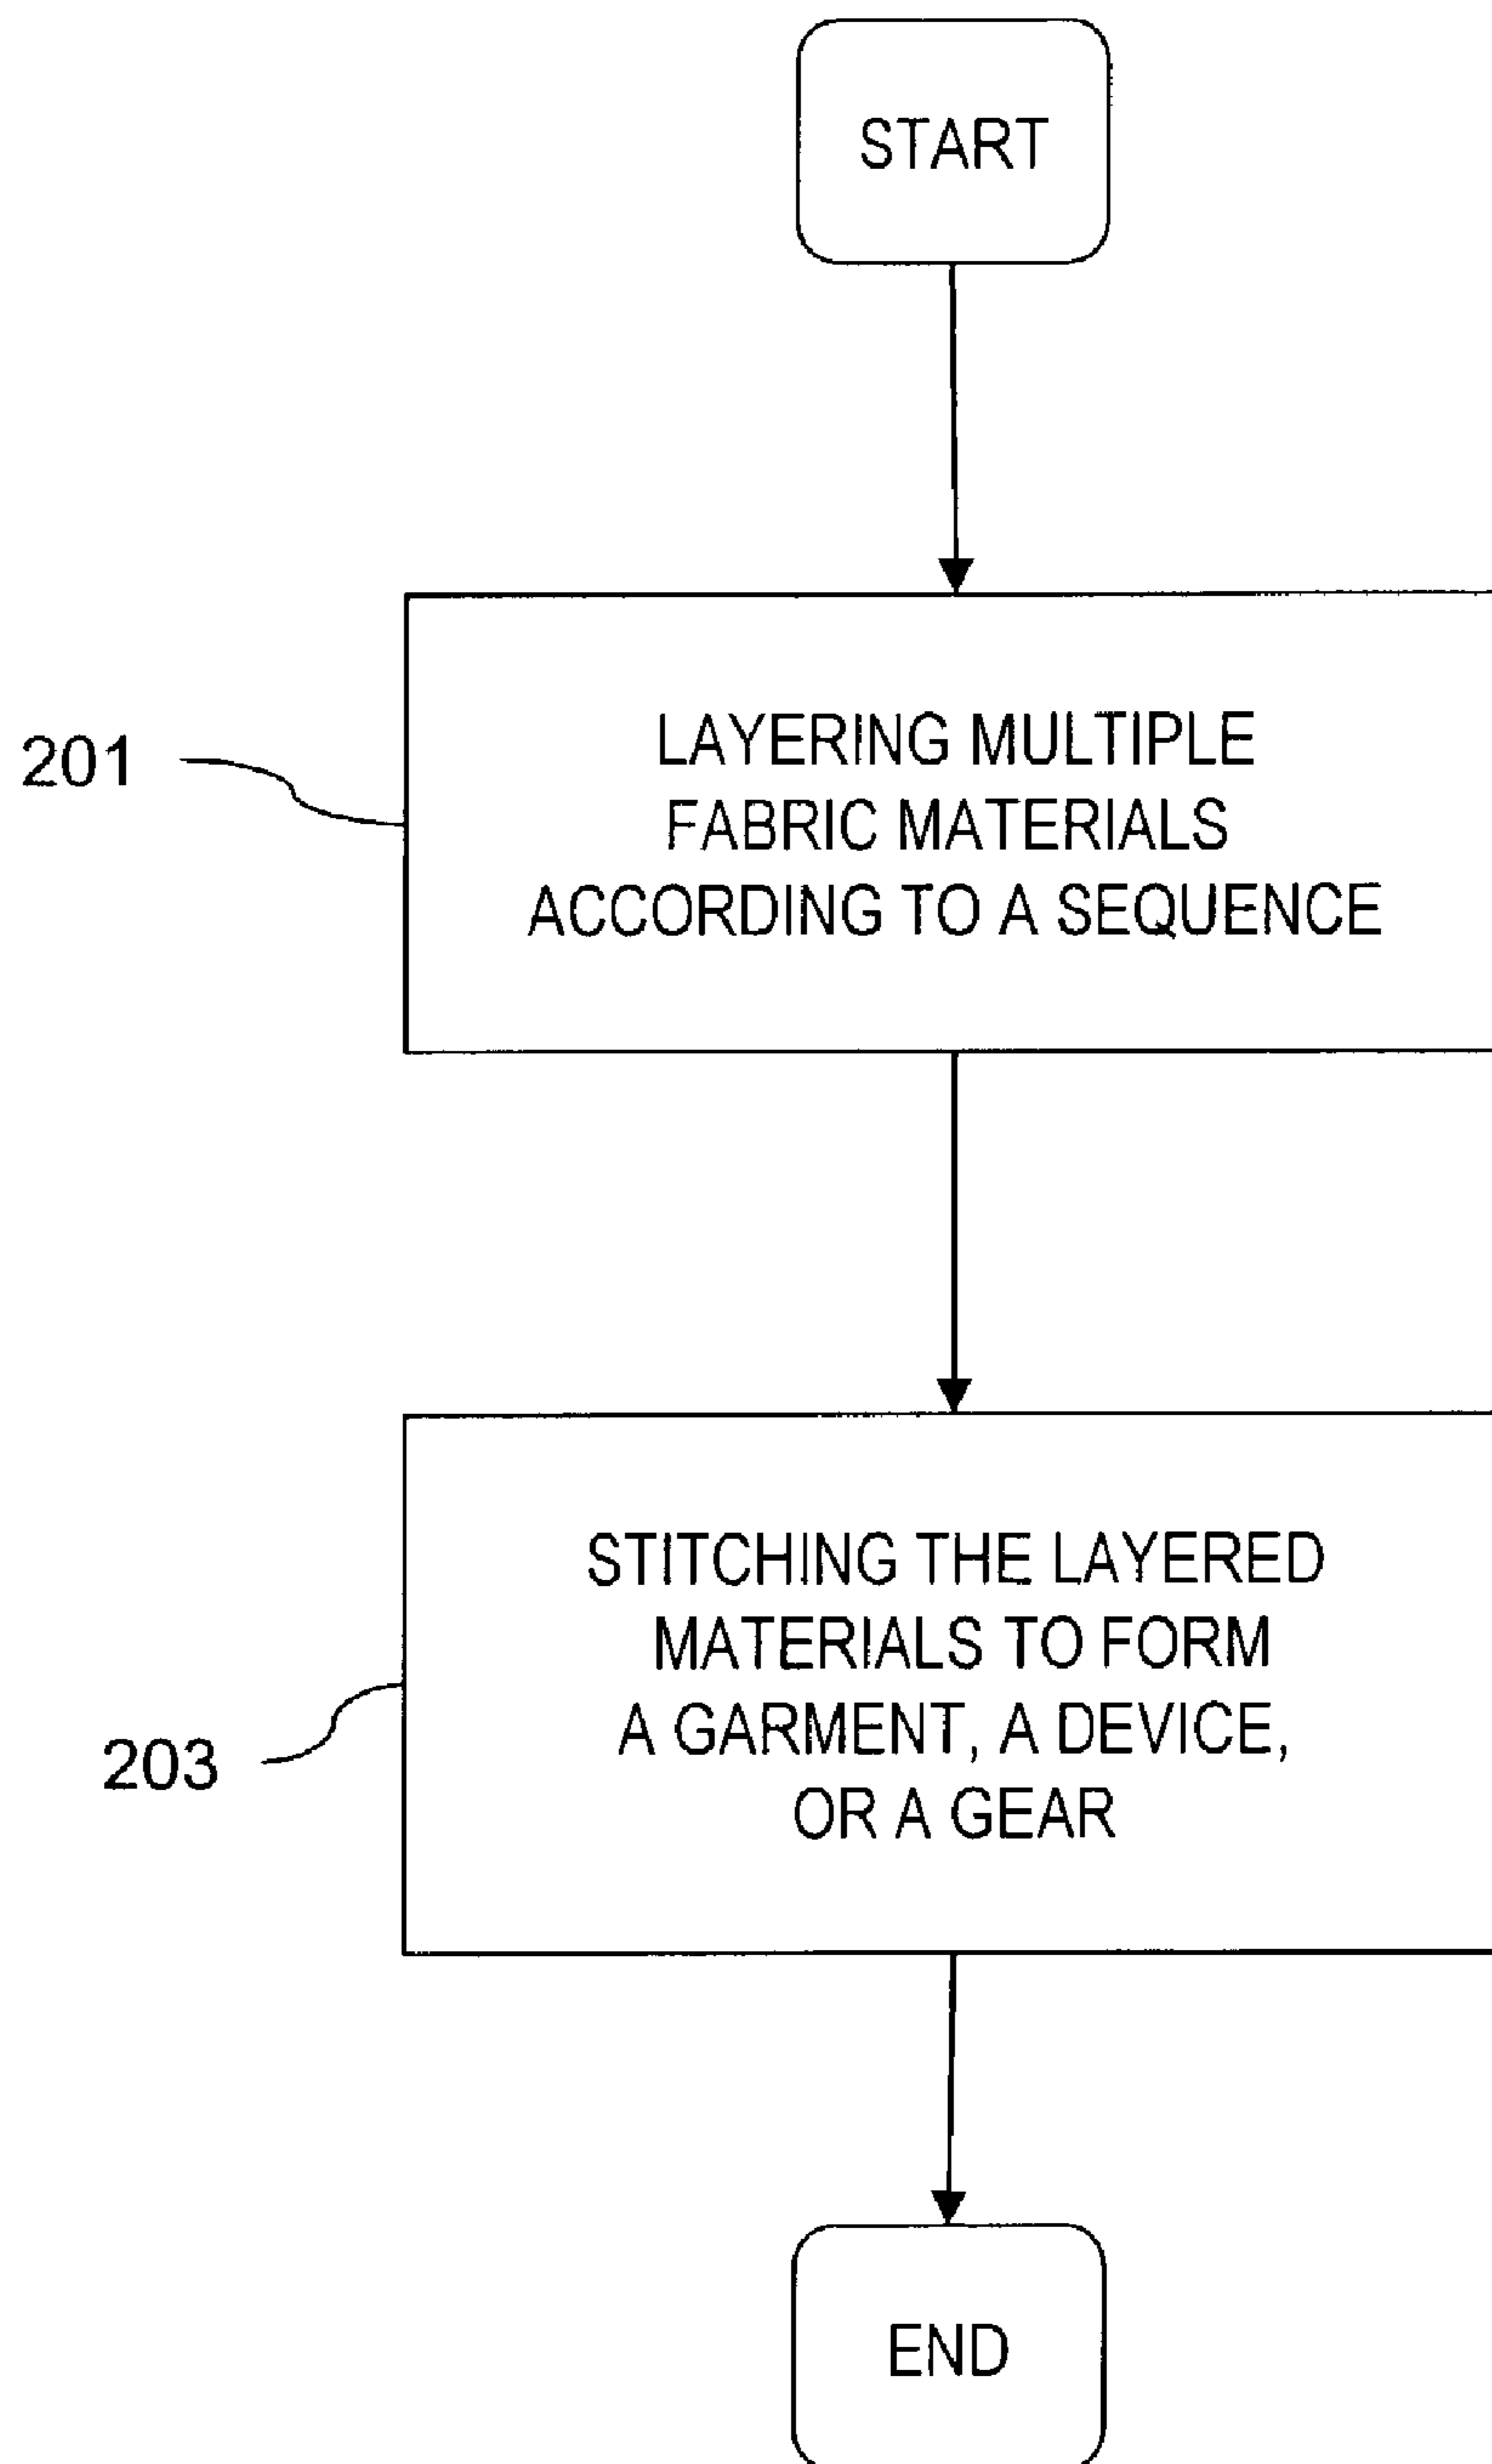 START
201
LAYERING MULTIPLE
FABRIC MATERIALS
ACCORDING TO A SEQUENCE
STITCHING THE LAYERED
MATERIALS TO FORM
A GARMENT, A DEVICE,
OR A GEAR
203
END